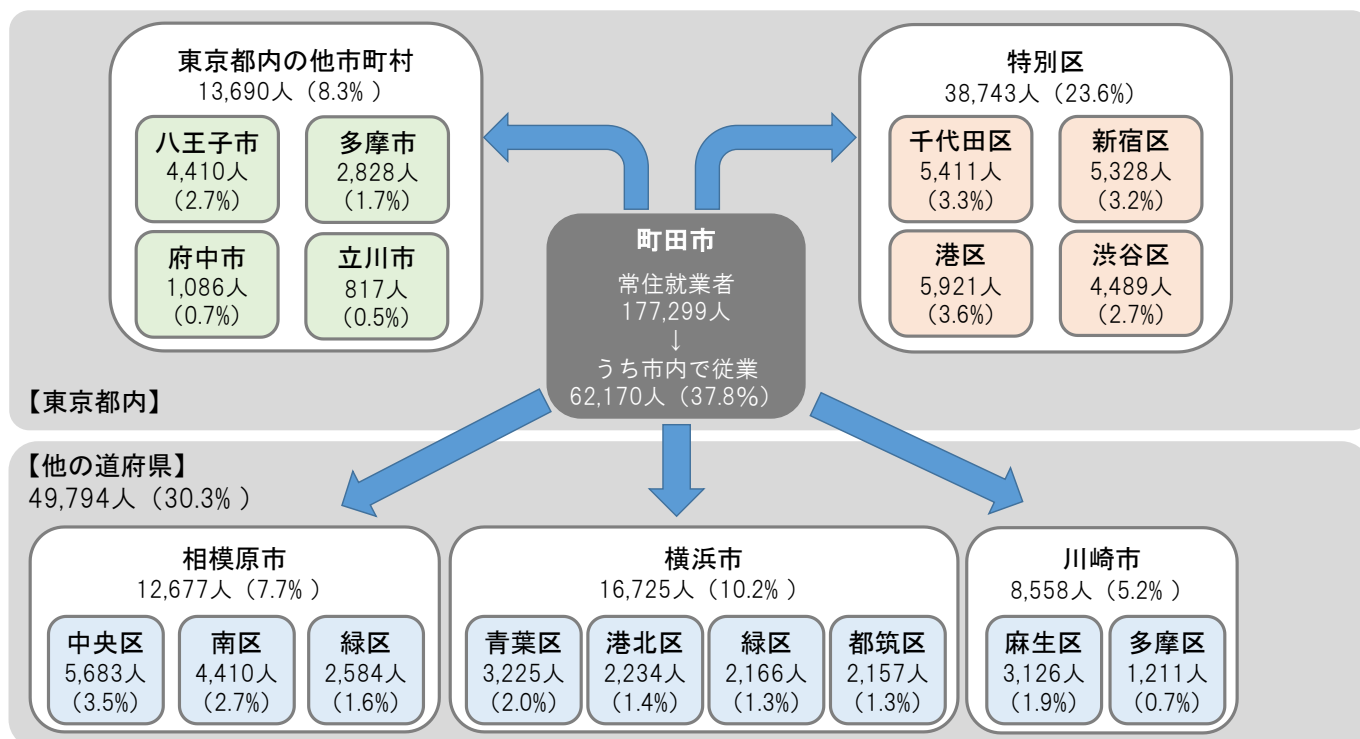 東京都内の他市町村
13,690人（8.3% ）
八王子市
4,410人
（2.7%）
多摩市
2,828人
（1.7%）
府中市
1,086人
（0.7%）
立川市
817人
（0.5%）
特別区
38,743人（23.6%）
千代田区
5,411人
（3.3%）
新宿区
5,328人
（3.2%）
港区
5,921人
（3.6%）
渋谷区
4,489人
（2.7%）
町田市
常住就業者
177,299人
↓
うち市内で従業
62,170人（37.8%）
【東京都内】
【他の道府県】
49,794人（30.3% ）
相模原市
12,677人（7.7% ）
中央区
5,683人
（3.5%）
南区
4,410人
（2.7%）
緑区
2,584人
（1.6%）
横浜市
16,725人（10.2% ）
青葉区
3,225人
（2.0%）
港北区
2,234人
（1.4%）
緑区
2,166人
（1.3%）
都筑区
2,157人
（1.3%）
川崎市
8,558人（5.2% ）
麻生区
3,126人
（1.9%）
多摩区
1,211人
（0.7%）